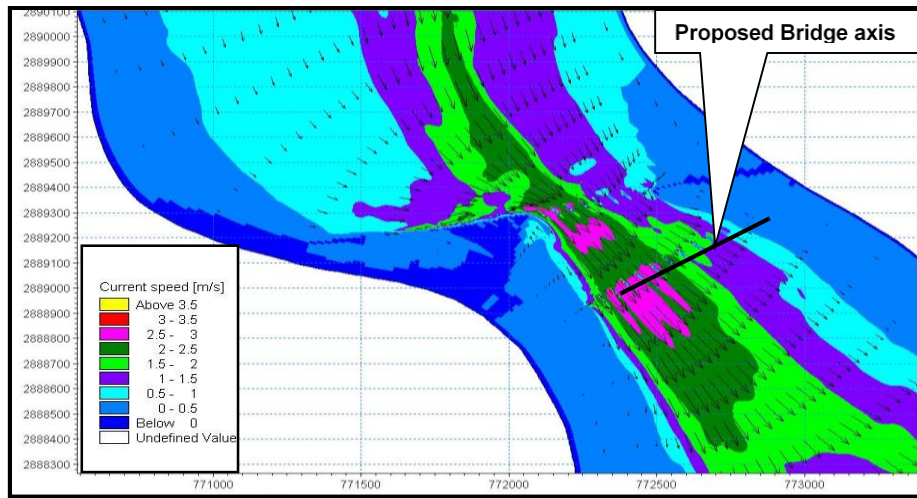 Proposed Bridge axis
2890100
2890000
2889900
2889800
2889700
2889600
2889500
2889400
2889300
2889200
2889100
2889000
2888900
2888800
2888700
2888600
2888500
2888400
2888300
Current speed [m/s]
Above 3.5
3 - 3.5
2.5 - 3
2 - 2.5
1.5 - 2
1 - 1.5
0.5 - 1
0 - 0.5
Below 0
Undefined Value
771000 771500 772000 772500 773000